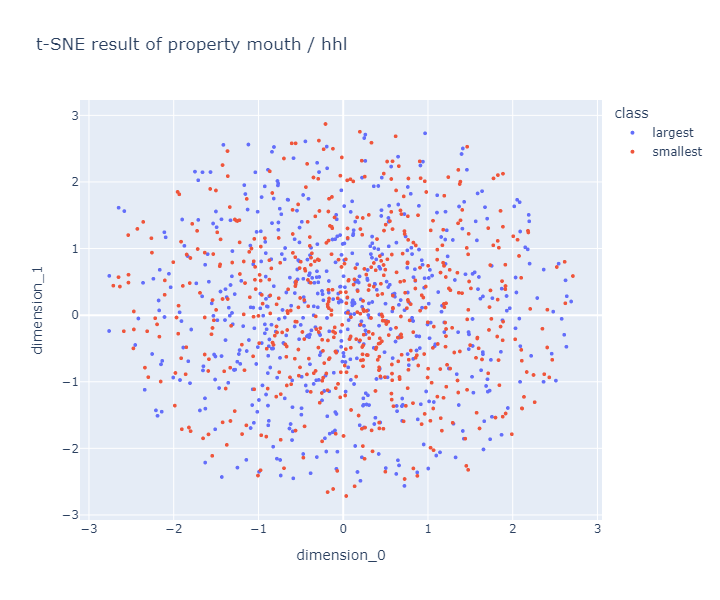 t-SNE result of property mouth / hhl
class
largest
smallest
dimension_1
3
2
1
0
−1
−2
−3
−3
−2
−1
0
1
2
3
dimension_0